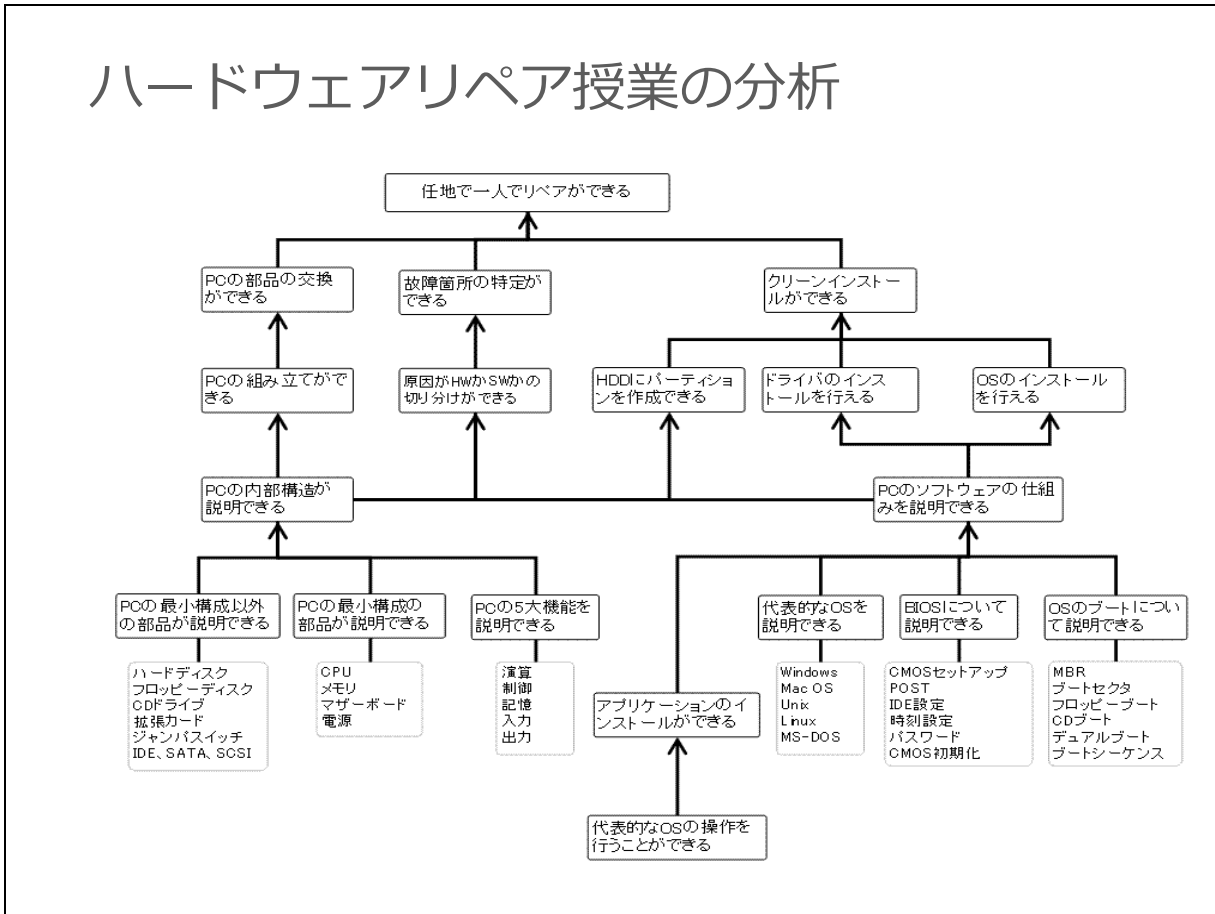 ハードウェアリペア授業の分析
任地で一人でリペアができる
PCの部品の交換
ができる
故障箇所の特定が
できる
クリーンインストー
ルができる
PCの組み立てがで
きる
原因がHWかSWかの
切り分けができる
HDDにパーティショ
ンを作成できる
ドライバのインス
トールを行える
OSのインストール
を行える
PCの内部構造が
説明できる
PCのソフトウェアの仕組
みを説明できる
PCの最小構成以外
の部品が説明できる
PCの最小構成の
部品が説明できる
PCの5大機能を
説明できる
代表的なOSを
説明できる
BIOSについて
説明できる
OSのブートについ
て説明できる
ハードディスク
フロッピーディスク
CDドライブ
拡張カード
ジャンパスイッチ
IDE、SATA、SCSI
CPU
メモリ
マザーボード
電源
演算
制御
記憶
入力
出力
アプリケーションのイ
ンストールができる
Windows
Mac OS
Unix
Linux
MS-DOS
CMOSセットアップ
POST
IDE設定
時刻設定
パスワード
CMOS初期化
MBR
ブートセクタ
フロッピーブート
CDブート
デュアルブート
ブートシーケンス
代表的なOSの操作を
行うことができる